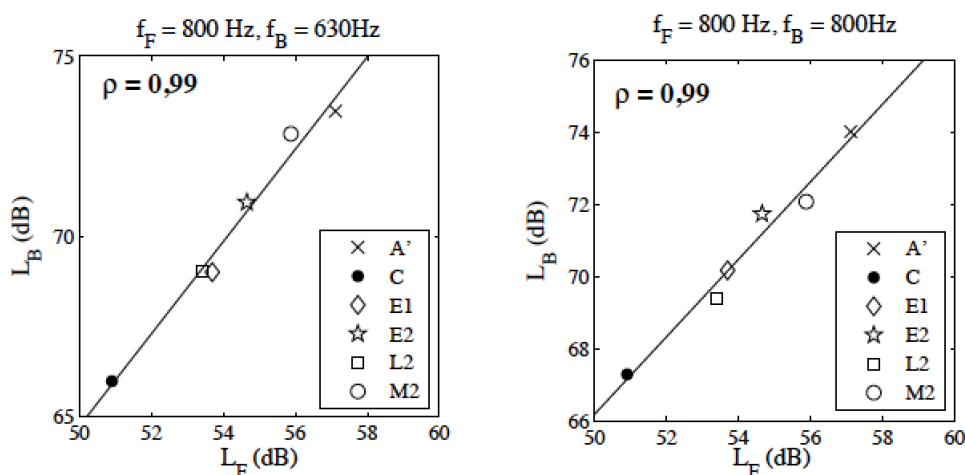 f_F = 800 Hz, f_B = 630Hz
75
ρ = 0,99
70
65
L_B (dB)
A'
C
E1
E2
L2
M2
50 52 54 56 58 60
L_F (dB)
f_F = 800 Hz, f_B = 800Hz
76
ρ = 0,99
74
72
70
68
66
L_B (dB)
A'
C
E1
E2
L2
M2
50 52 54 56 58 60
L_F (dB)